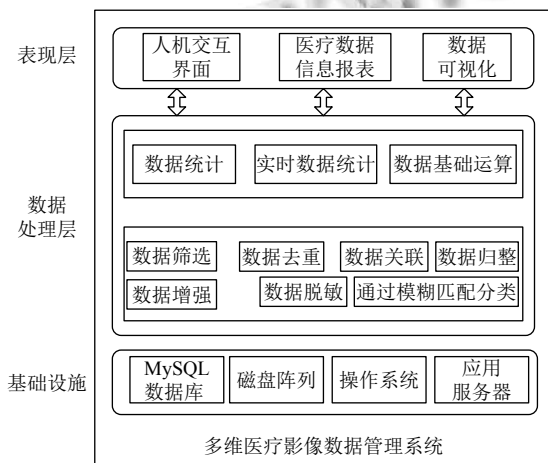 表现层
人机交互
界面
医疗数据
信息报表
数据
可视化
数据
处理层
数据统计
实时数据统计
数据基础运算
数据筛选
数据去重
数据关联
数据归整
数据增强
数据脱敏
通过模糊匹配分类
基础设施
MySQL
数据库
磁盘阵列
操作系统
应用
服务器
多维医疗影像数据管理系统